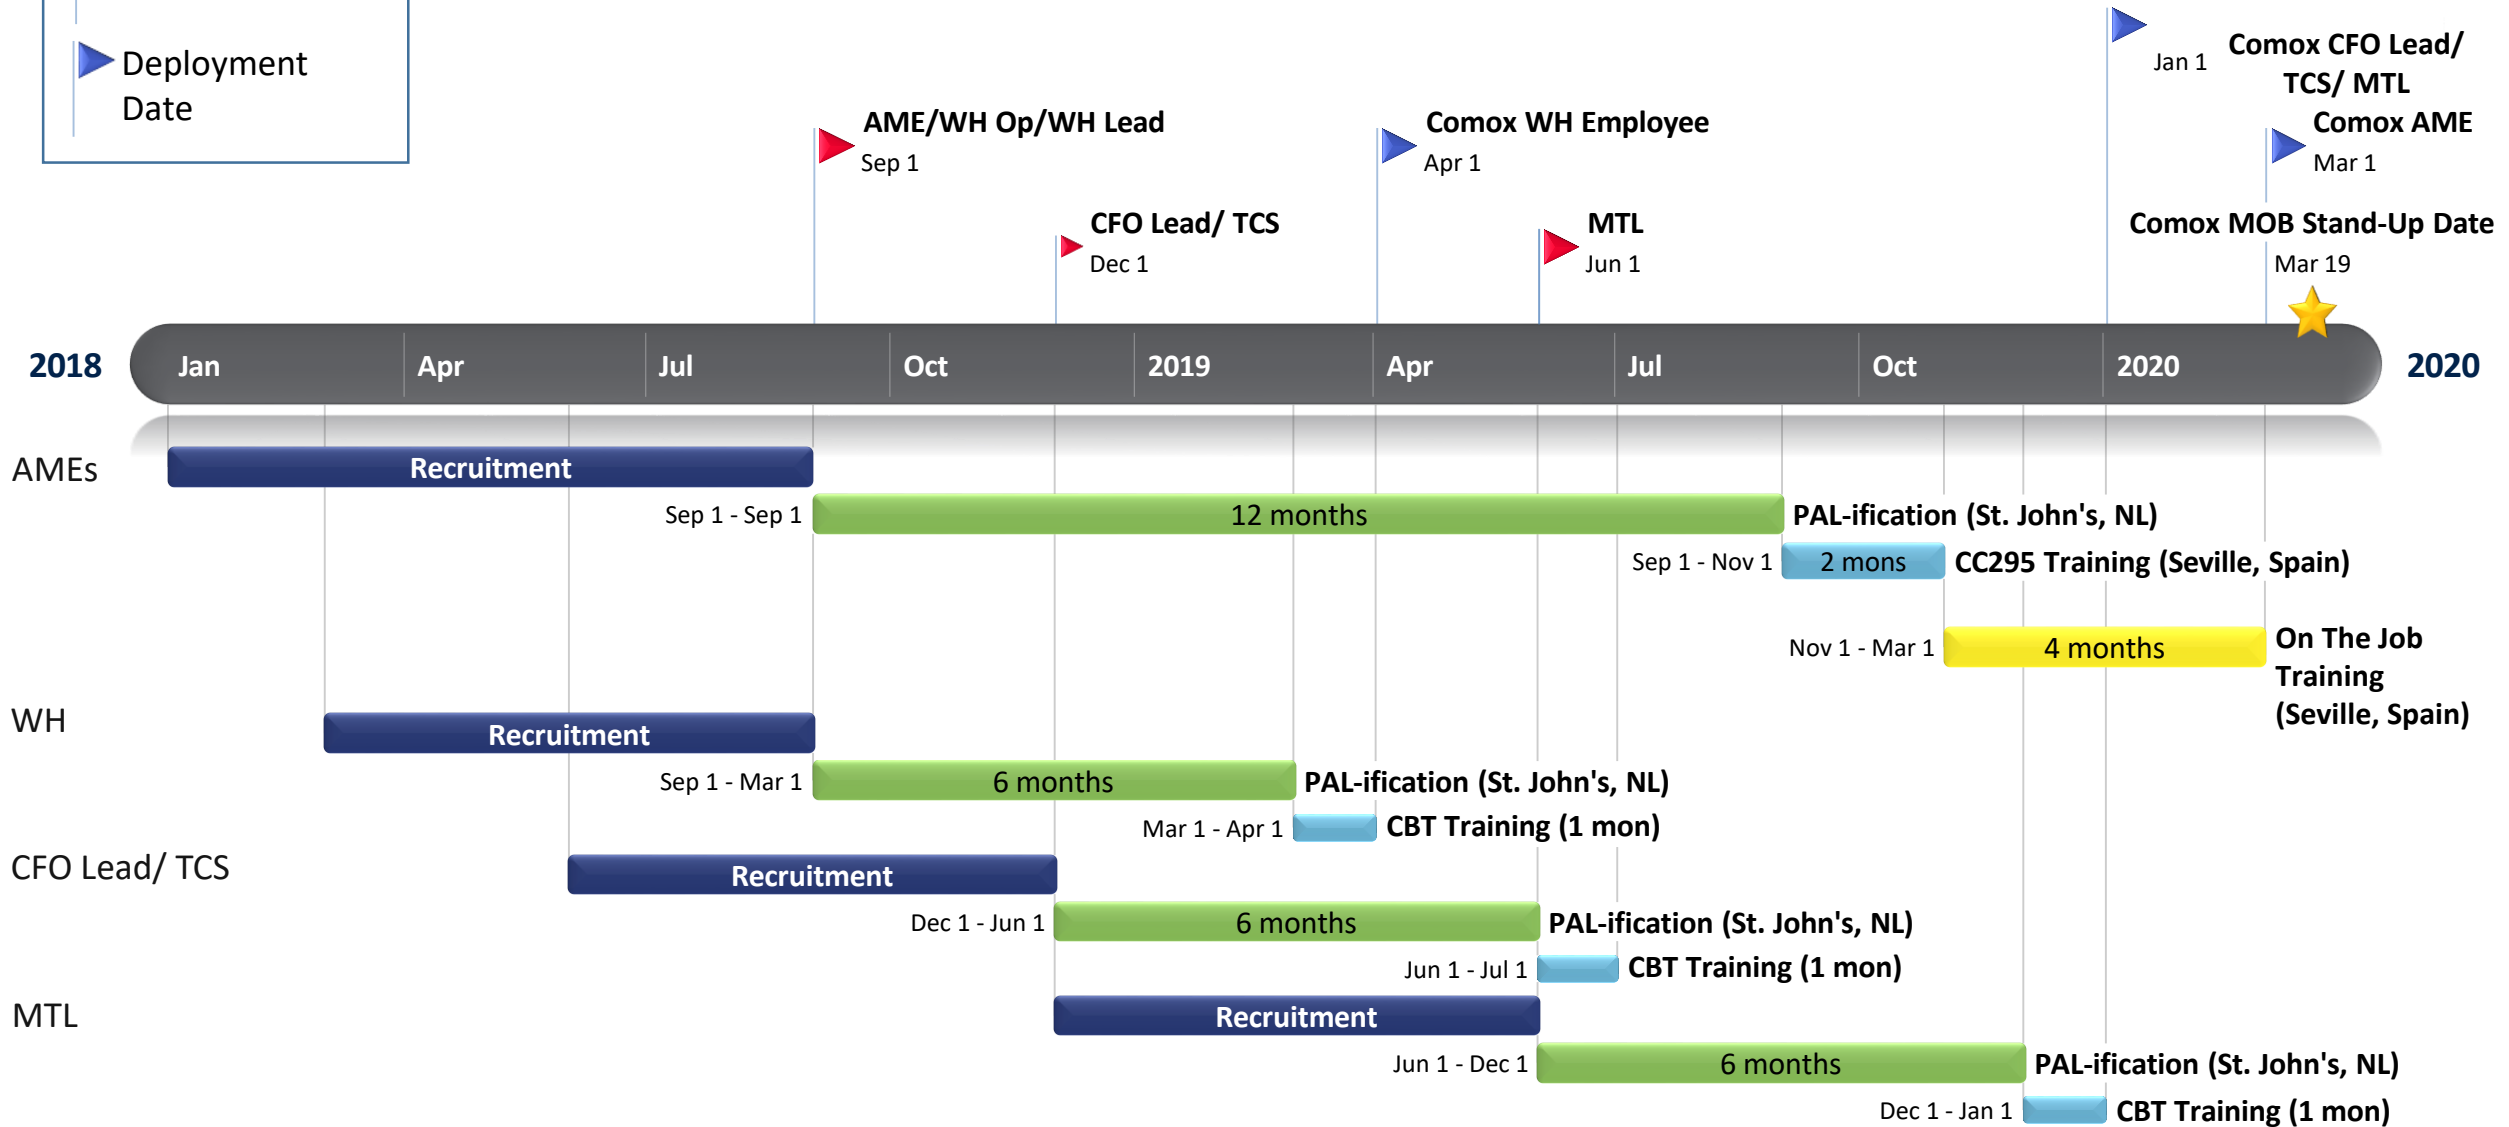 Deployment
Date
Jan 1
Comox CFO Lead/
TCS/ MTL
AME/WH Op/WH Lead
Sep 1
Comox WH Employee
Apr 1
Comox AME
Mar 1
CFO Lead/ TCS
Dec 1
MTL
Jun 1
Comox MOB Stand-Up Date
Mar 19
2018
Jan
Apr
Jul
Oct
2019
Apr
Jul
Oct
2020
2020
AMEs
Recruitment
Sep 1 - Sep 1
12 months
PAL-ification (St. John's, NL)
Sep 1 - Nov 1
2 mons
CC295 Training (Seville, Spain)
Nov 1 - Mar 1
4 months
On The Job
Training
(Seville, Spain)
WH
Recruitment
Sep 1 - Mar 1
6 months
PAL-ification (St. John's, NL)
Mar 1 - Apr 1
CBT Training (1 mon)
CFO Lead/ TCS
Recruitment
Dec 1 - Jun 1
6 months
PAL-ification (St. John's, NL)
Jun 1 - Jul 1
CBT Training (1 mon)
MTL
Recruitment
Jun 1 - Dec 1
6 months
PAL-ification (St. John's, NL)
Dec 1 - Jan 1
CBT Training (1 mon)